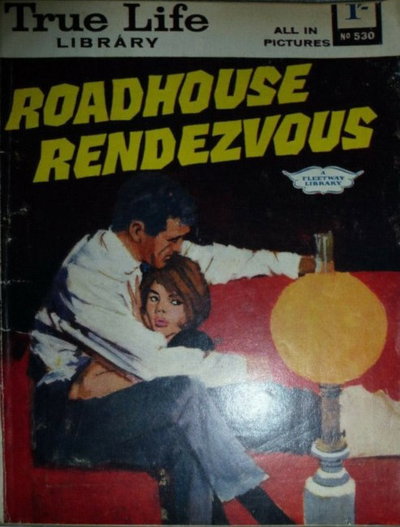 True Life
LIBRARY
ALL IN
PICTURES
1'-
Nº 530
ROADHOUSE
RENDEZVOUS
A
FLEETWAY
LIBRARY